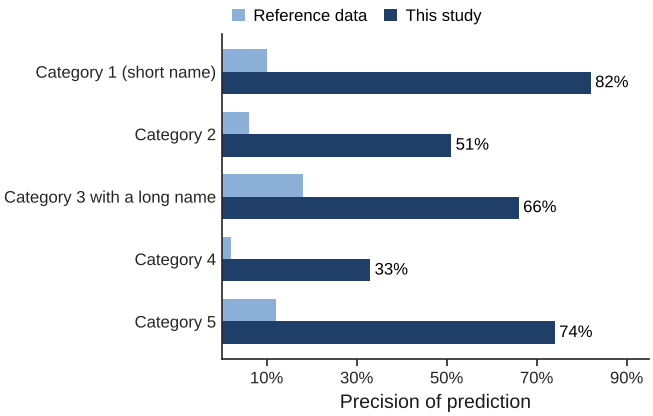 Reference data This study
Category 1 (short name) 82%
Category 2 51%
Category 3 with a long name 66%
Category 4 33%
Category 5 74%
10% 30% 50% 70% 90%
Precision of prediction